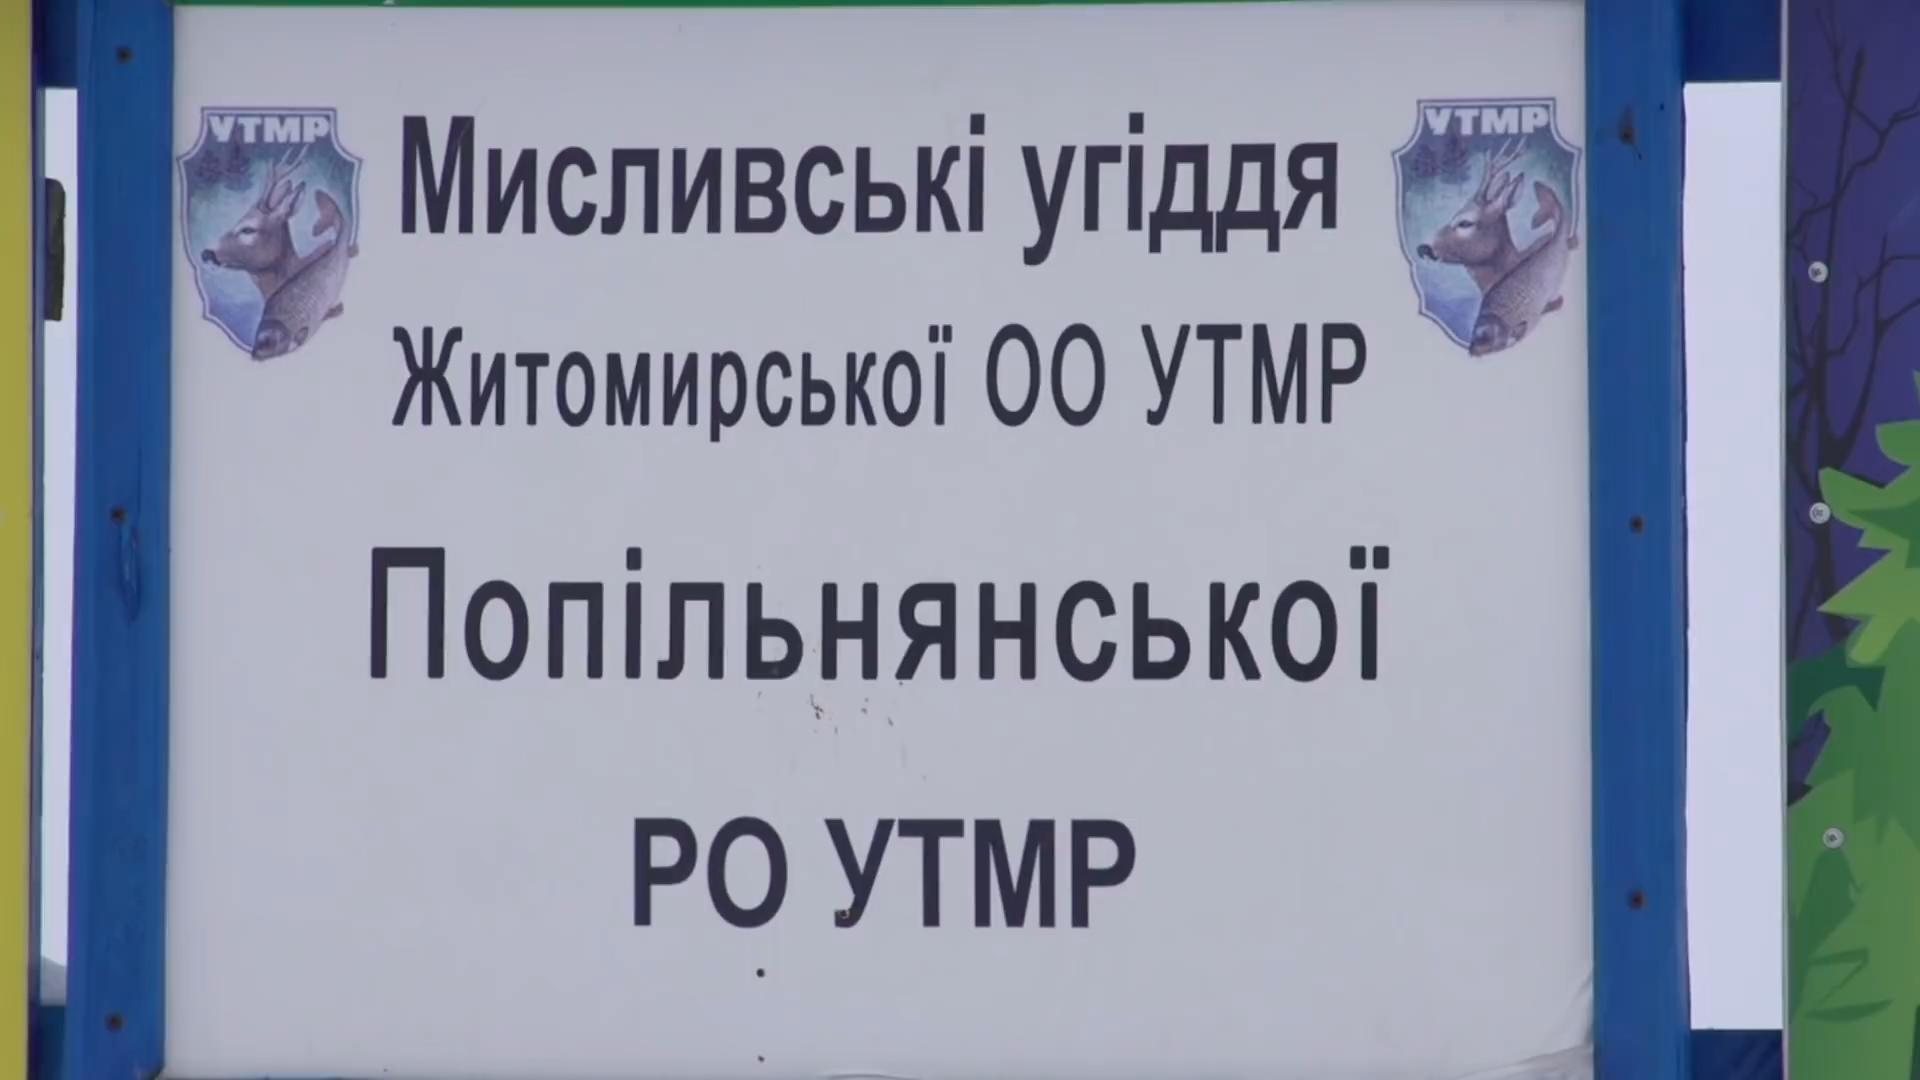 УТМР
УТМР
Мисливські угіддя
Житомирської ОО УТМР
Попільнянської
РО УТМР